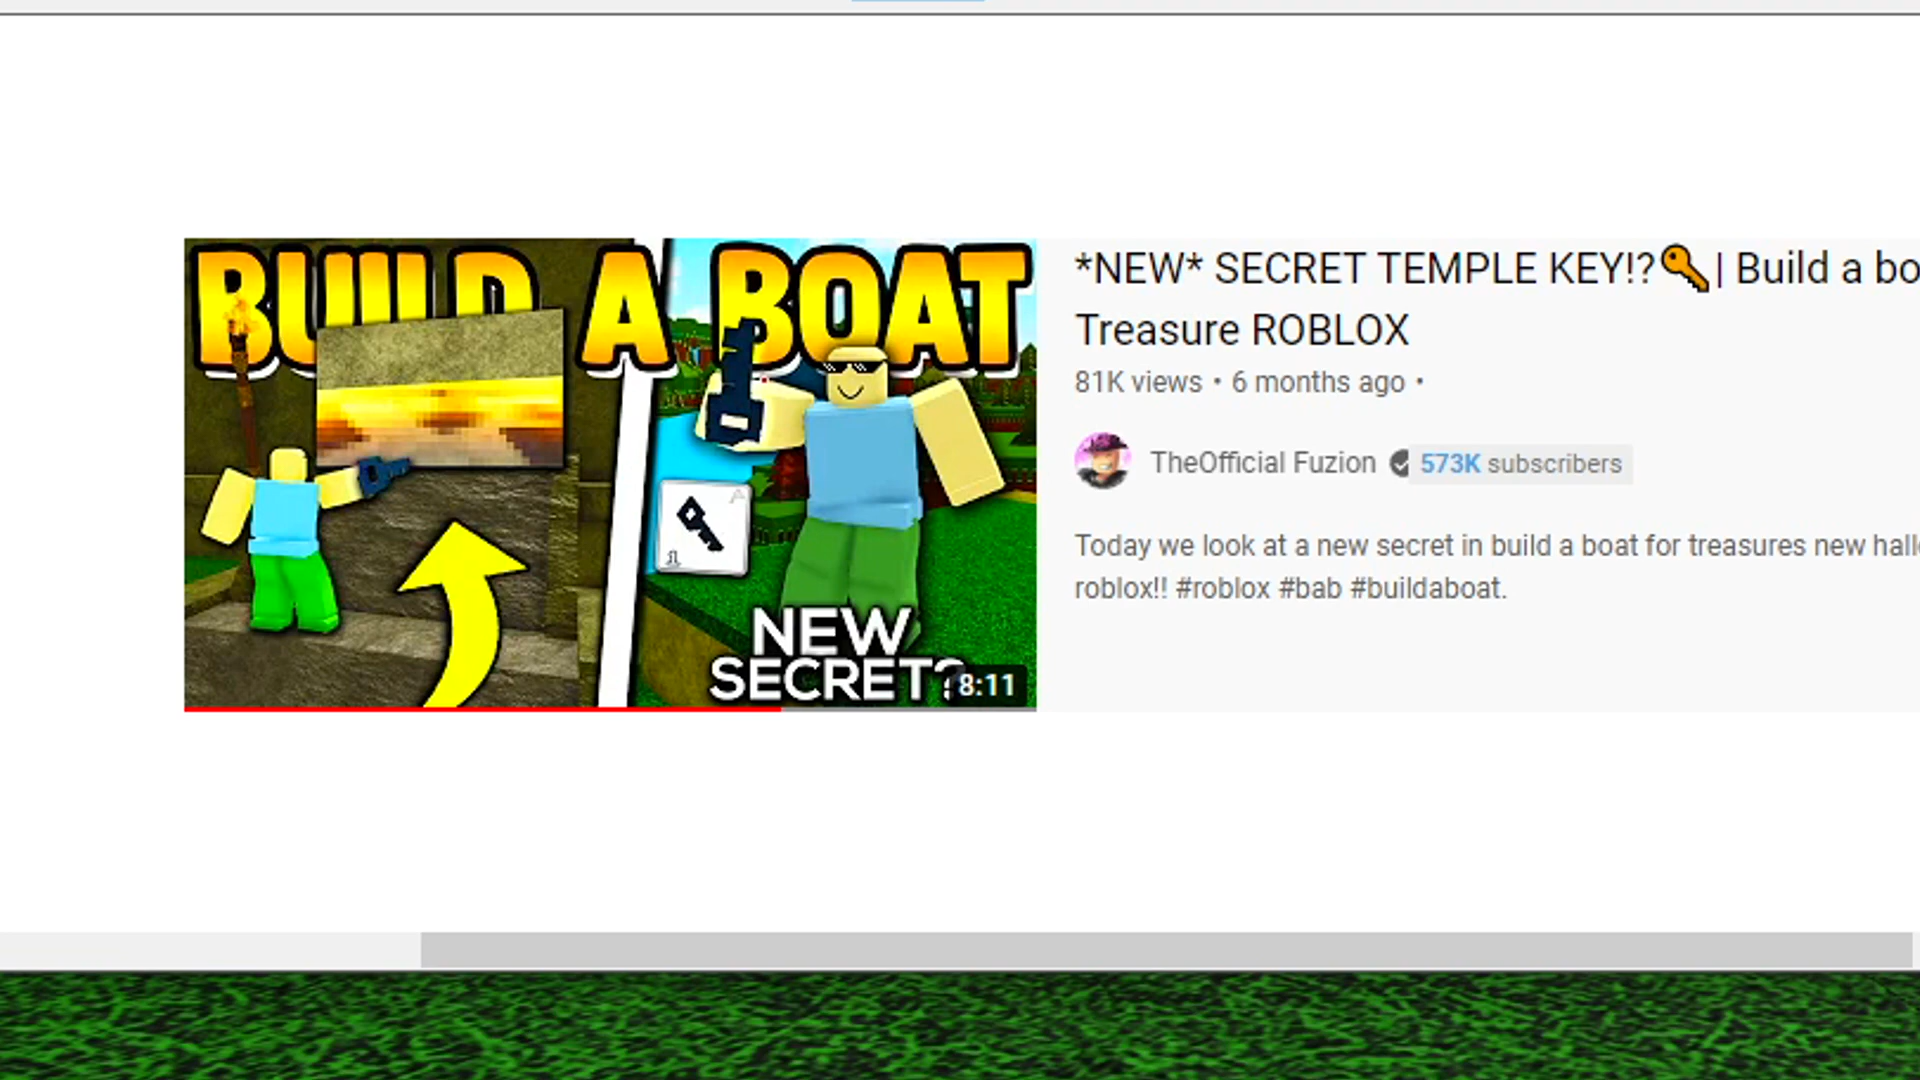 BUILD A BOAT
NEW
SECRET?
8:11
*NEW* SECRET TEMPLE KEY!?🔑| Build a bo
Treasure ROBLOX
81K views • 6 months ago •
TheOfficial Fuzion 573K subscribers
Today we look at a new secret in build a boat for treasures new hall
roblox!! #roblox #bab #buildaboat.